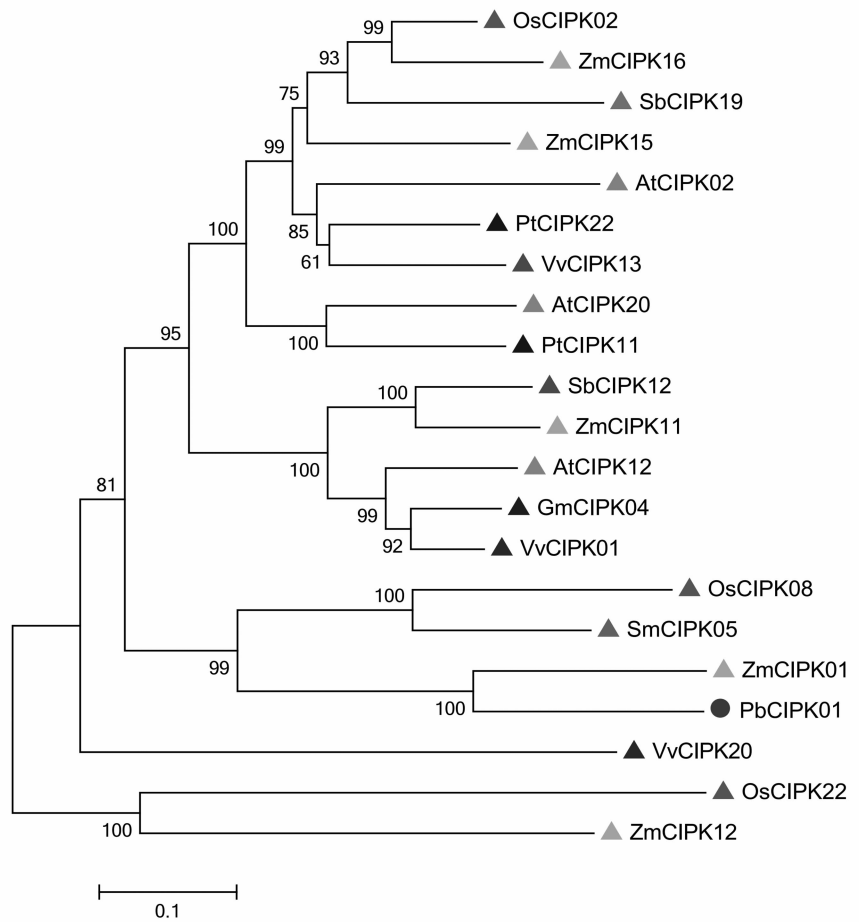 OsCIPK02
99
ZmCIPK16
93
75
SbCIPK19
99
ZmCIPK15
AtCIPK02
100
85
PtCIPK22
61
VvCIPK13
AtCIPK20
95
100
PtCIPK11
100
SbCIPK12
ZmCIPK11
100
AtCIPK12
81
99
GmCIPK04
92
VvCIPK01
100
OsCIPK08
SmCIPK05
99
ZmCIPK01
100
PbCIPK01
VvCIPK20
OsCIPK22
100
ZmCIPK12
0.1